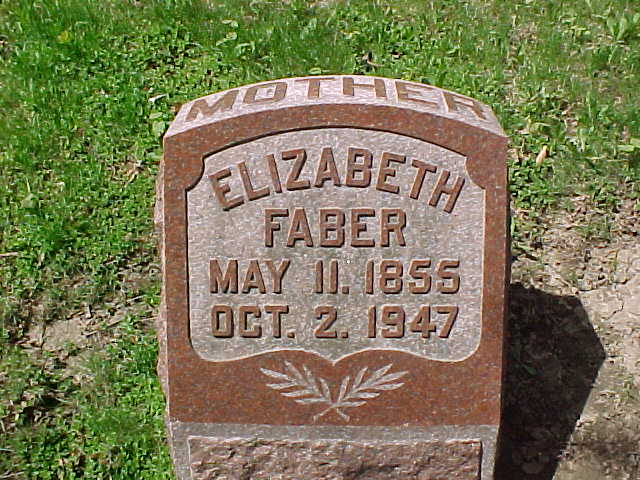 MOTHER
ELIZABETH
FABER
MAY 11. 1855
OCT. 2. 1947